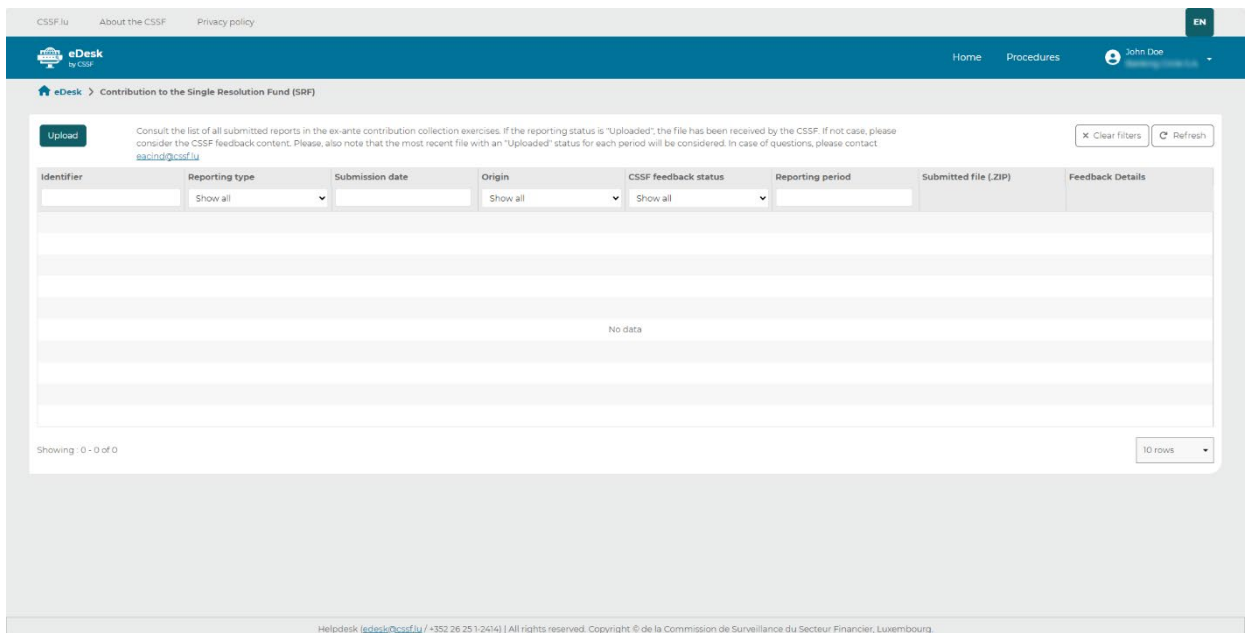 CSSF.lu About the CSSF Privacy policy EN
eDesk
by CSSF
Home Procedures John Doe
eDesk > Contribution to the Single Resolution Fund (SRF)
Upload
Consult the list of all submitted reports in the ex-ante contribution collection exercises. If the reporting status is "Uploaded", the file has been received by the CSSF. If not case, please
consider the CSSF feedback content. Please, also note that the most recent file with an "Uploaded" status for each period will be considered. In case of questions, please contact
eacind@cssf.lu
Clear filters Refresh
Identifier Reporting type Submission date Origin CSSF feedback status Reporting period Submitted file (.ZIP) Feedback Details
Show all Show all Show all
No data
Showing : 0 - 0 of 0
10 rows
Helpdesk (edesk@cssf.lu / +352 26 25 1-2414) | All rights reserved. Copyright © de la Commission de Surveillance du Secteur Financier, Luxembourg.